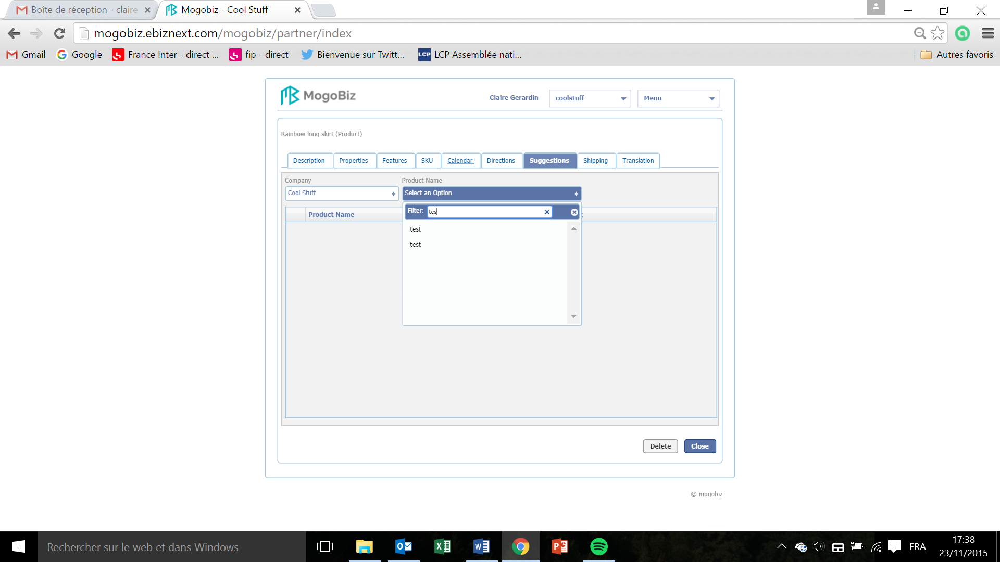 Boîte de réception - claire
Mogobiz - Cool Stuff
mogobiz.ebiznext.com/mogobiz/partner/index
Gmail
Google
France Inter - direct ...
fip - direct
Bienvenue sur Twitt...
LCP
LCP Assemblée nati...
Autres favoris
MogoBiz
Claire Gerardin
coolstuff
Menu
Rainbow long skirt (Product)
Description
Properties
Features
SKU
Calendar
Directions
Suggestions
Shipping
Translation
Company
Product Name
Cool Stuff
Select an Option
Filter: tes
Product Name
test
test
Delete
Close
© mogobiz
Rechercher sur le web et dans Windows
FRA
17:38
23/11/2015